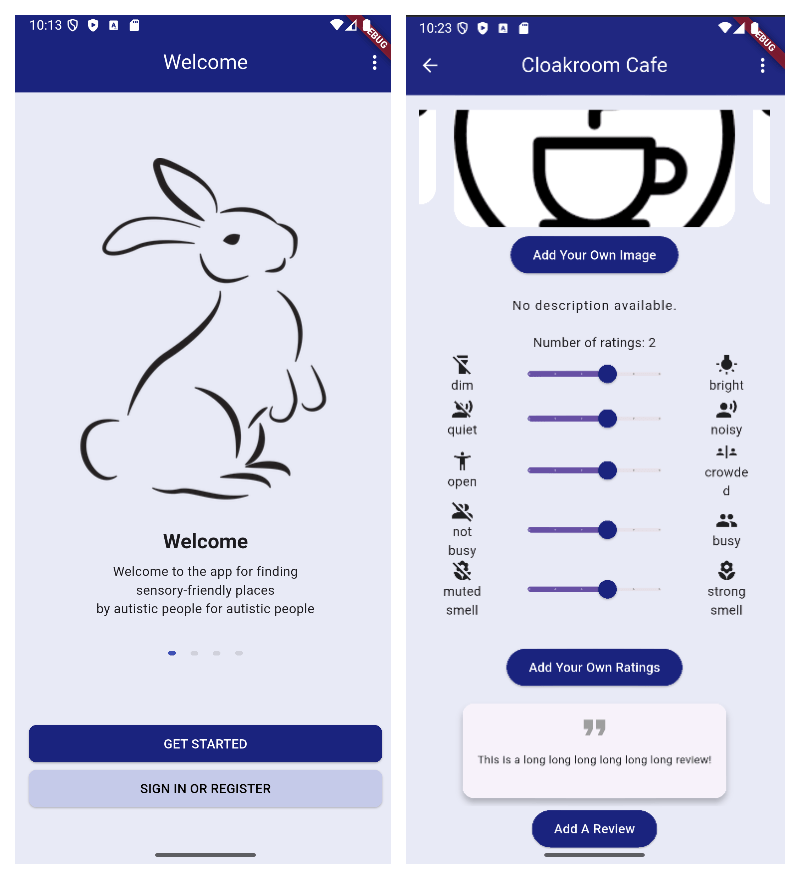 10:13
EBUG
Welcome
Welcome
Welcome to the app for finding
sensory-friendly places
by autistic people for autistic people
GET STARTED
SIGN IN OR REGISTER
10:23
EBUG
Cloakroom Cafe
Add Your Own Image
No description available.
Number of ratings: 2
dim
bright
quiet
noisy
open
crowde
d
not
busy
busy
muted
smell
strong
smell
Add Your Own Ratings
This is a long long long long long long review!
Add A Review